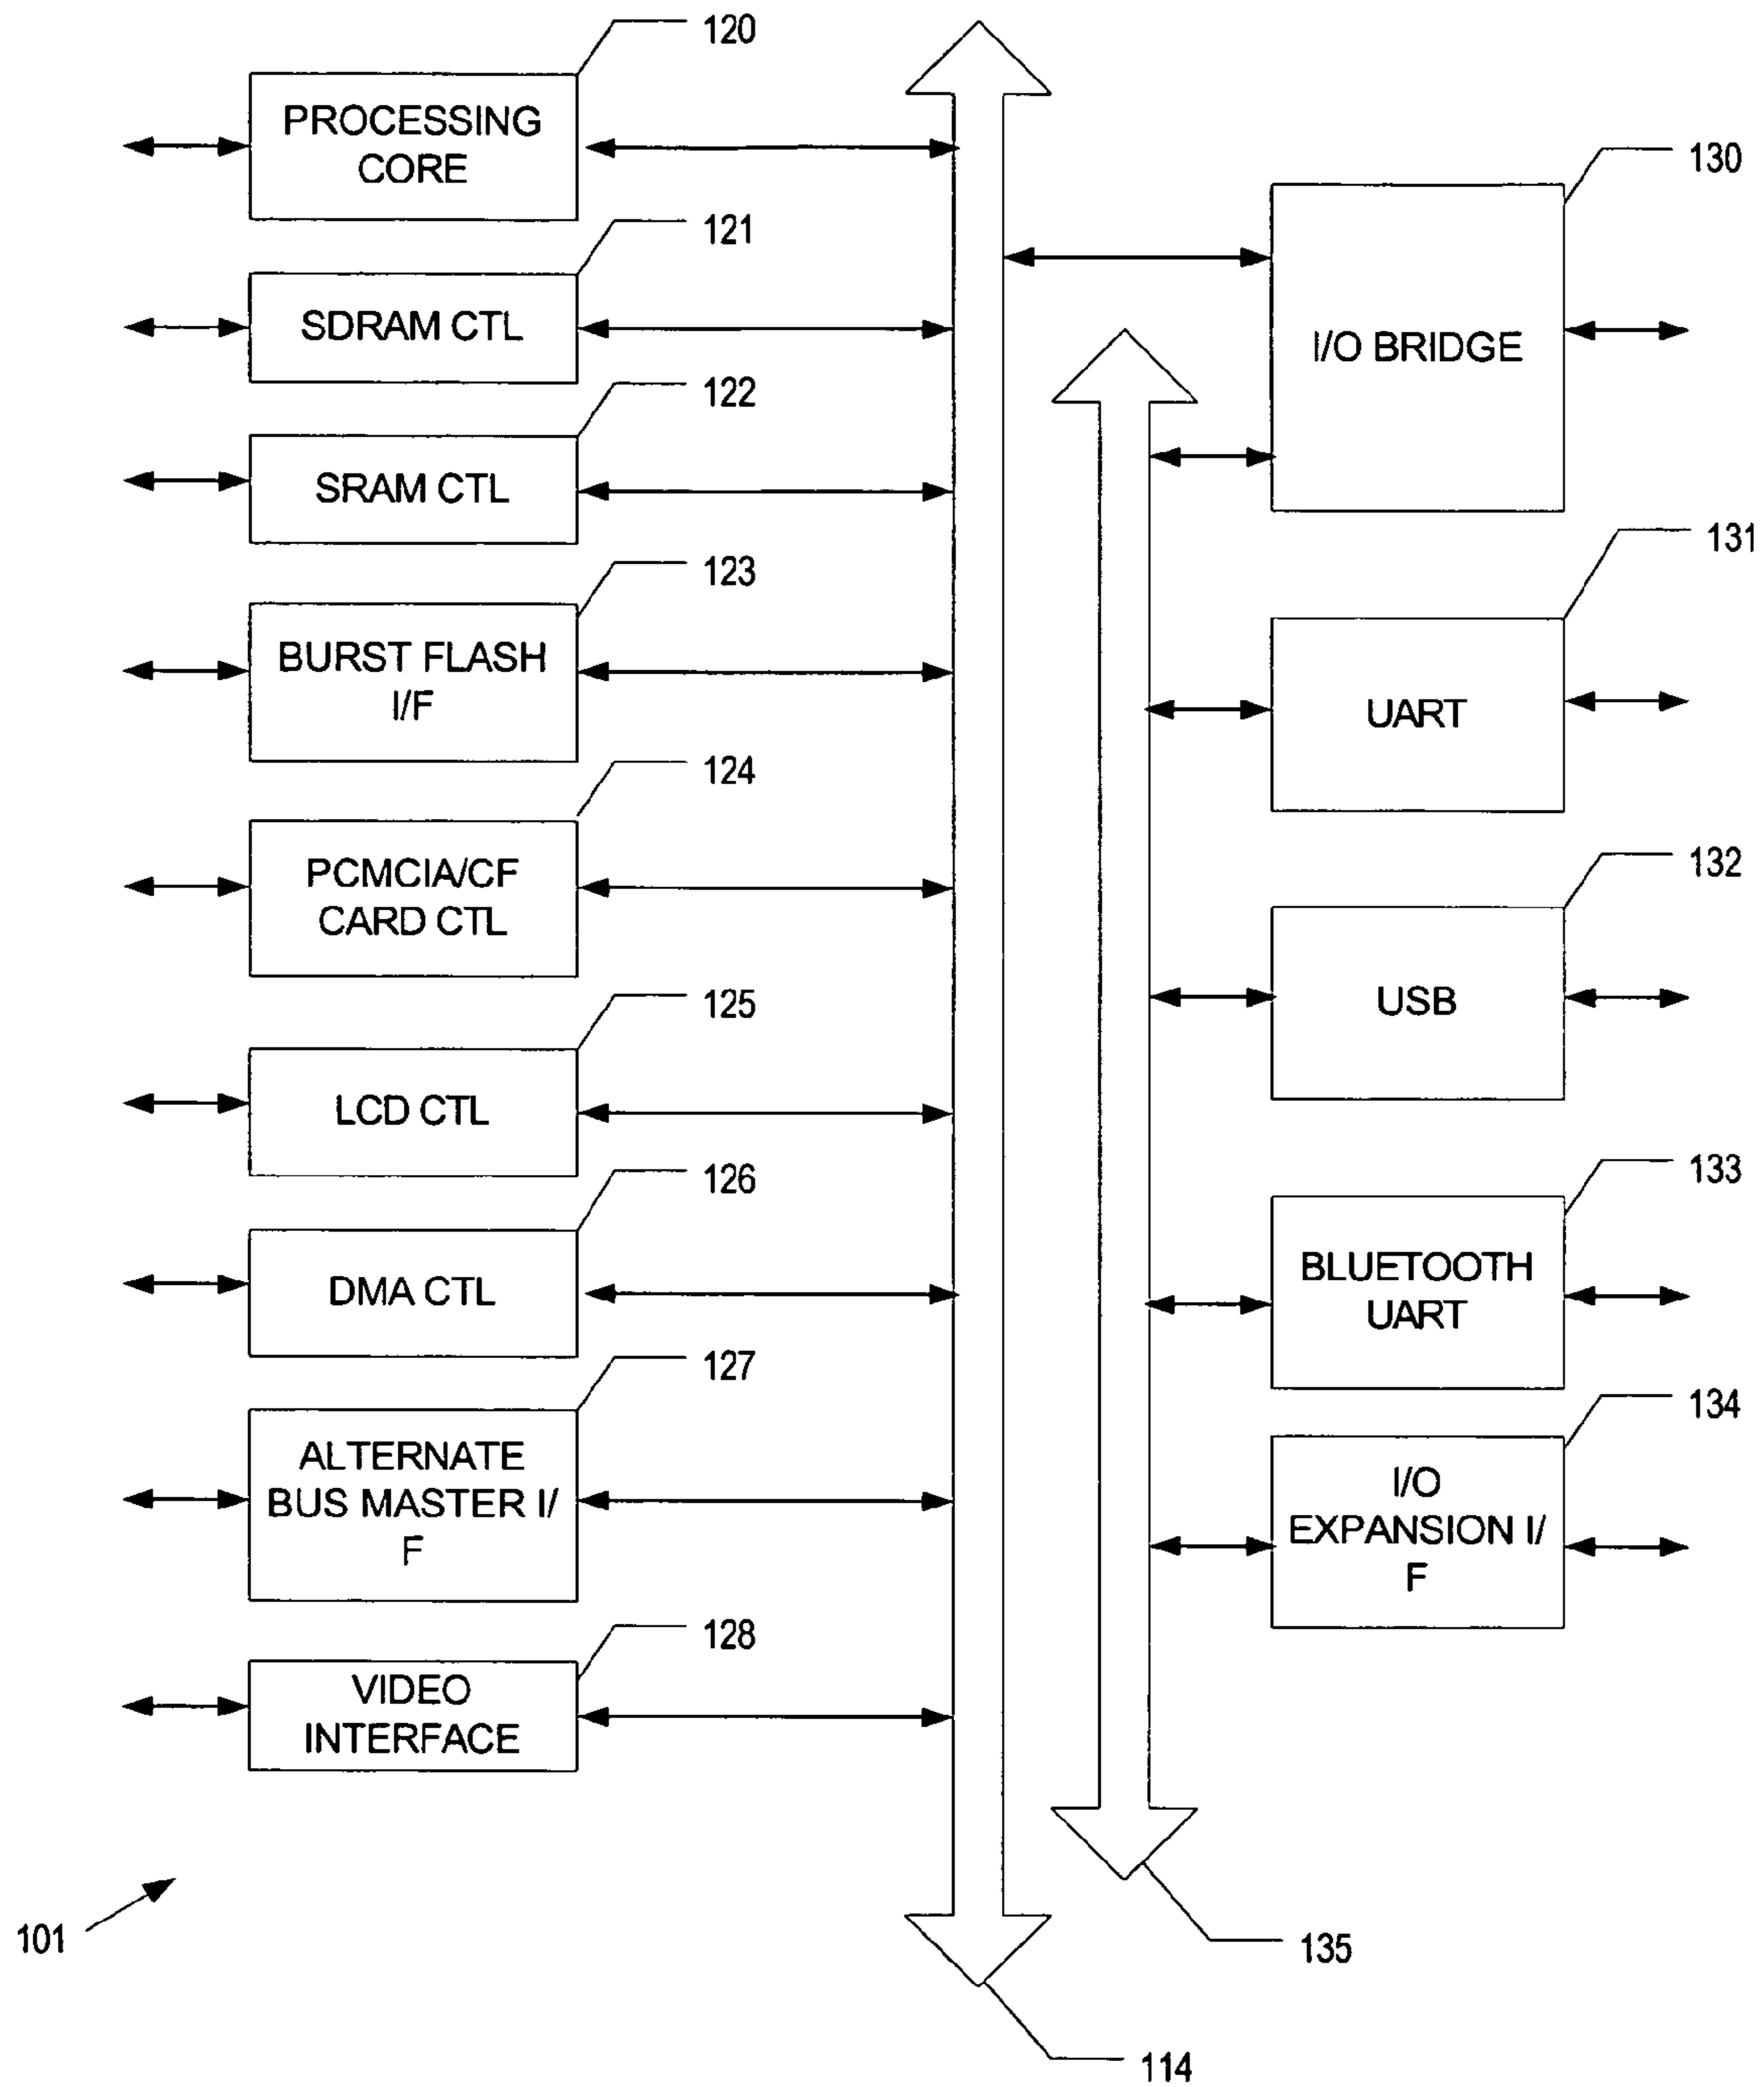 120
PROCESSING
CORE
121
SDRAM CTL
122
SRAM CTL
123
BURST FLASH
I/F
124
PCMCIA/CF
CARD CTL
125
LCD CTL
126
DMA CTL
127
ALTERNATE
BUS MASTER I/
F
128
VIDEO
INTERFACE
130
I/O BRIDGE
131
UART
132
USB
133
BLUETOOTH
UART
134
I/O
EXPANSION I/
F
101
135
114